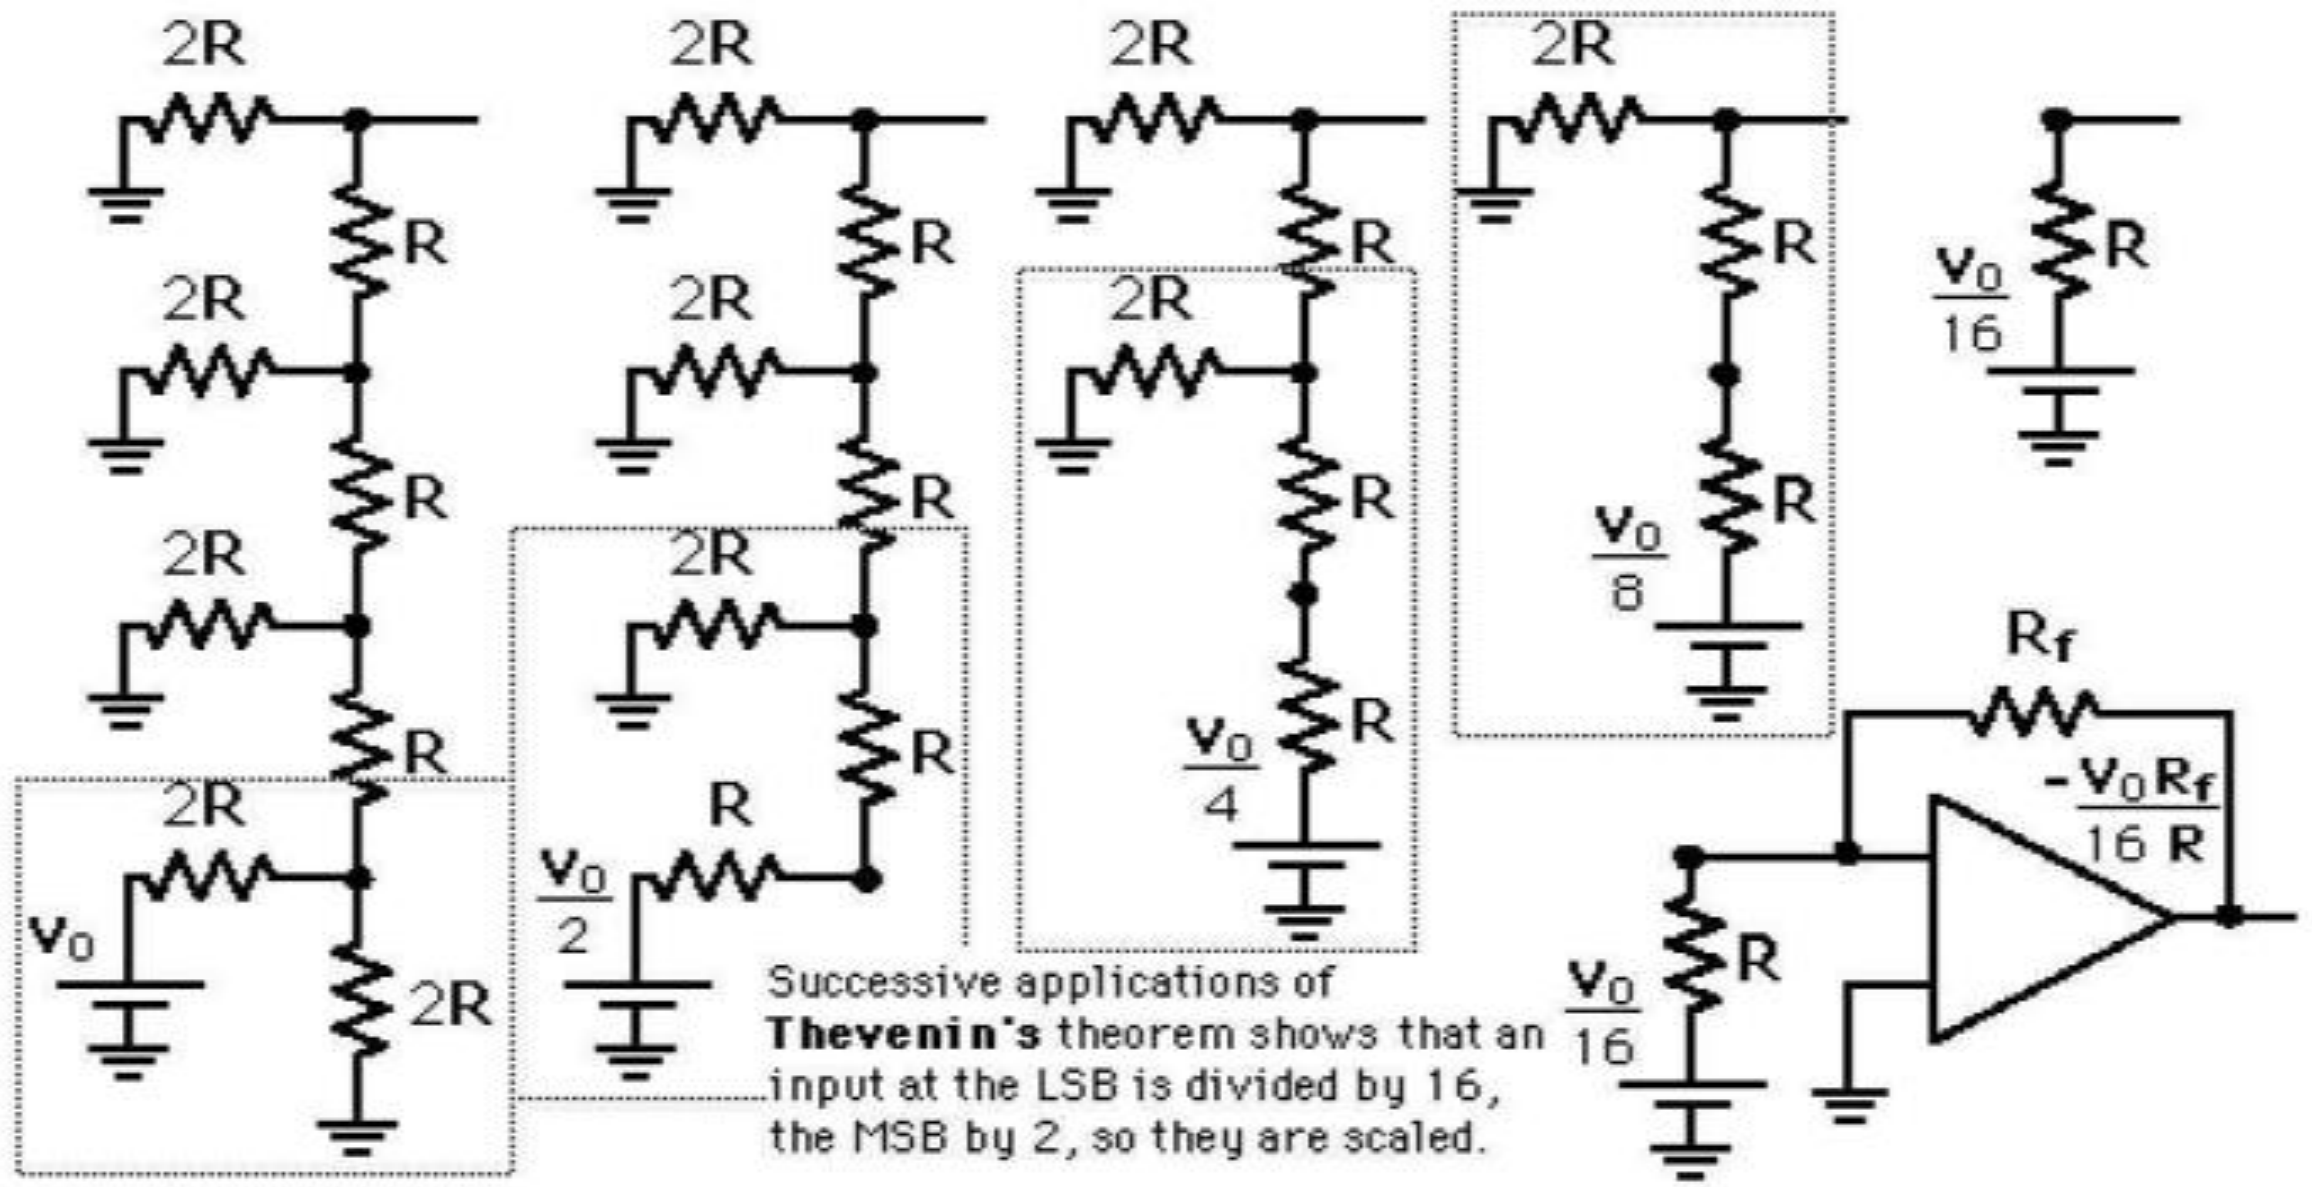 2R 2R 2R 2R
R R R R R
V₀
16
2R 2R 2R
R R R R
V₀
8
2R 2R
R R R
V₀
4
Rf
2R R
V₀
V₀
2
2R
-V₀ Rf
16 R
R
V₀
16
Successive applications of
Thevenin's theorem shows that an
input at the LSB is divided by 16,
the MSB by 2, so they are scaled.